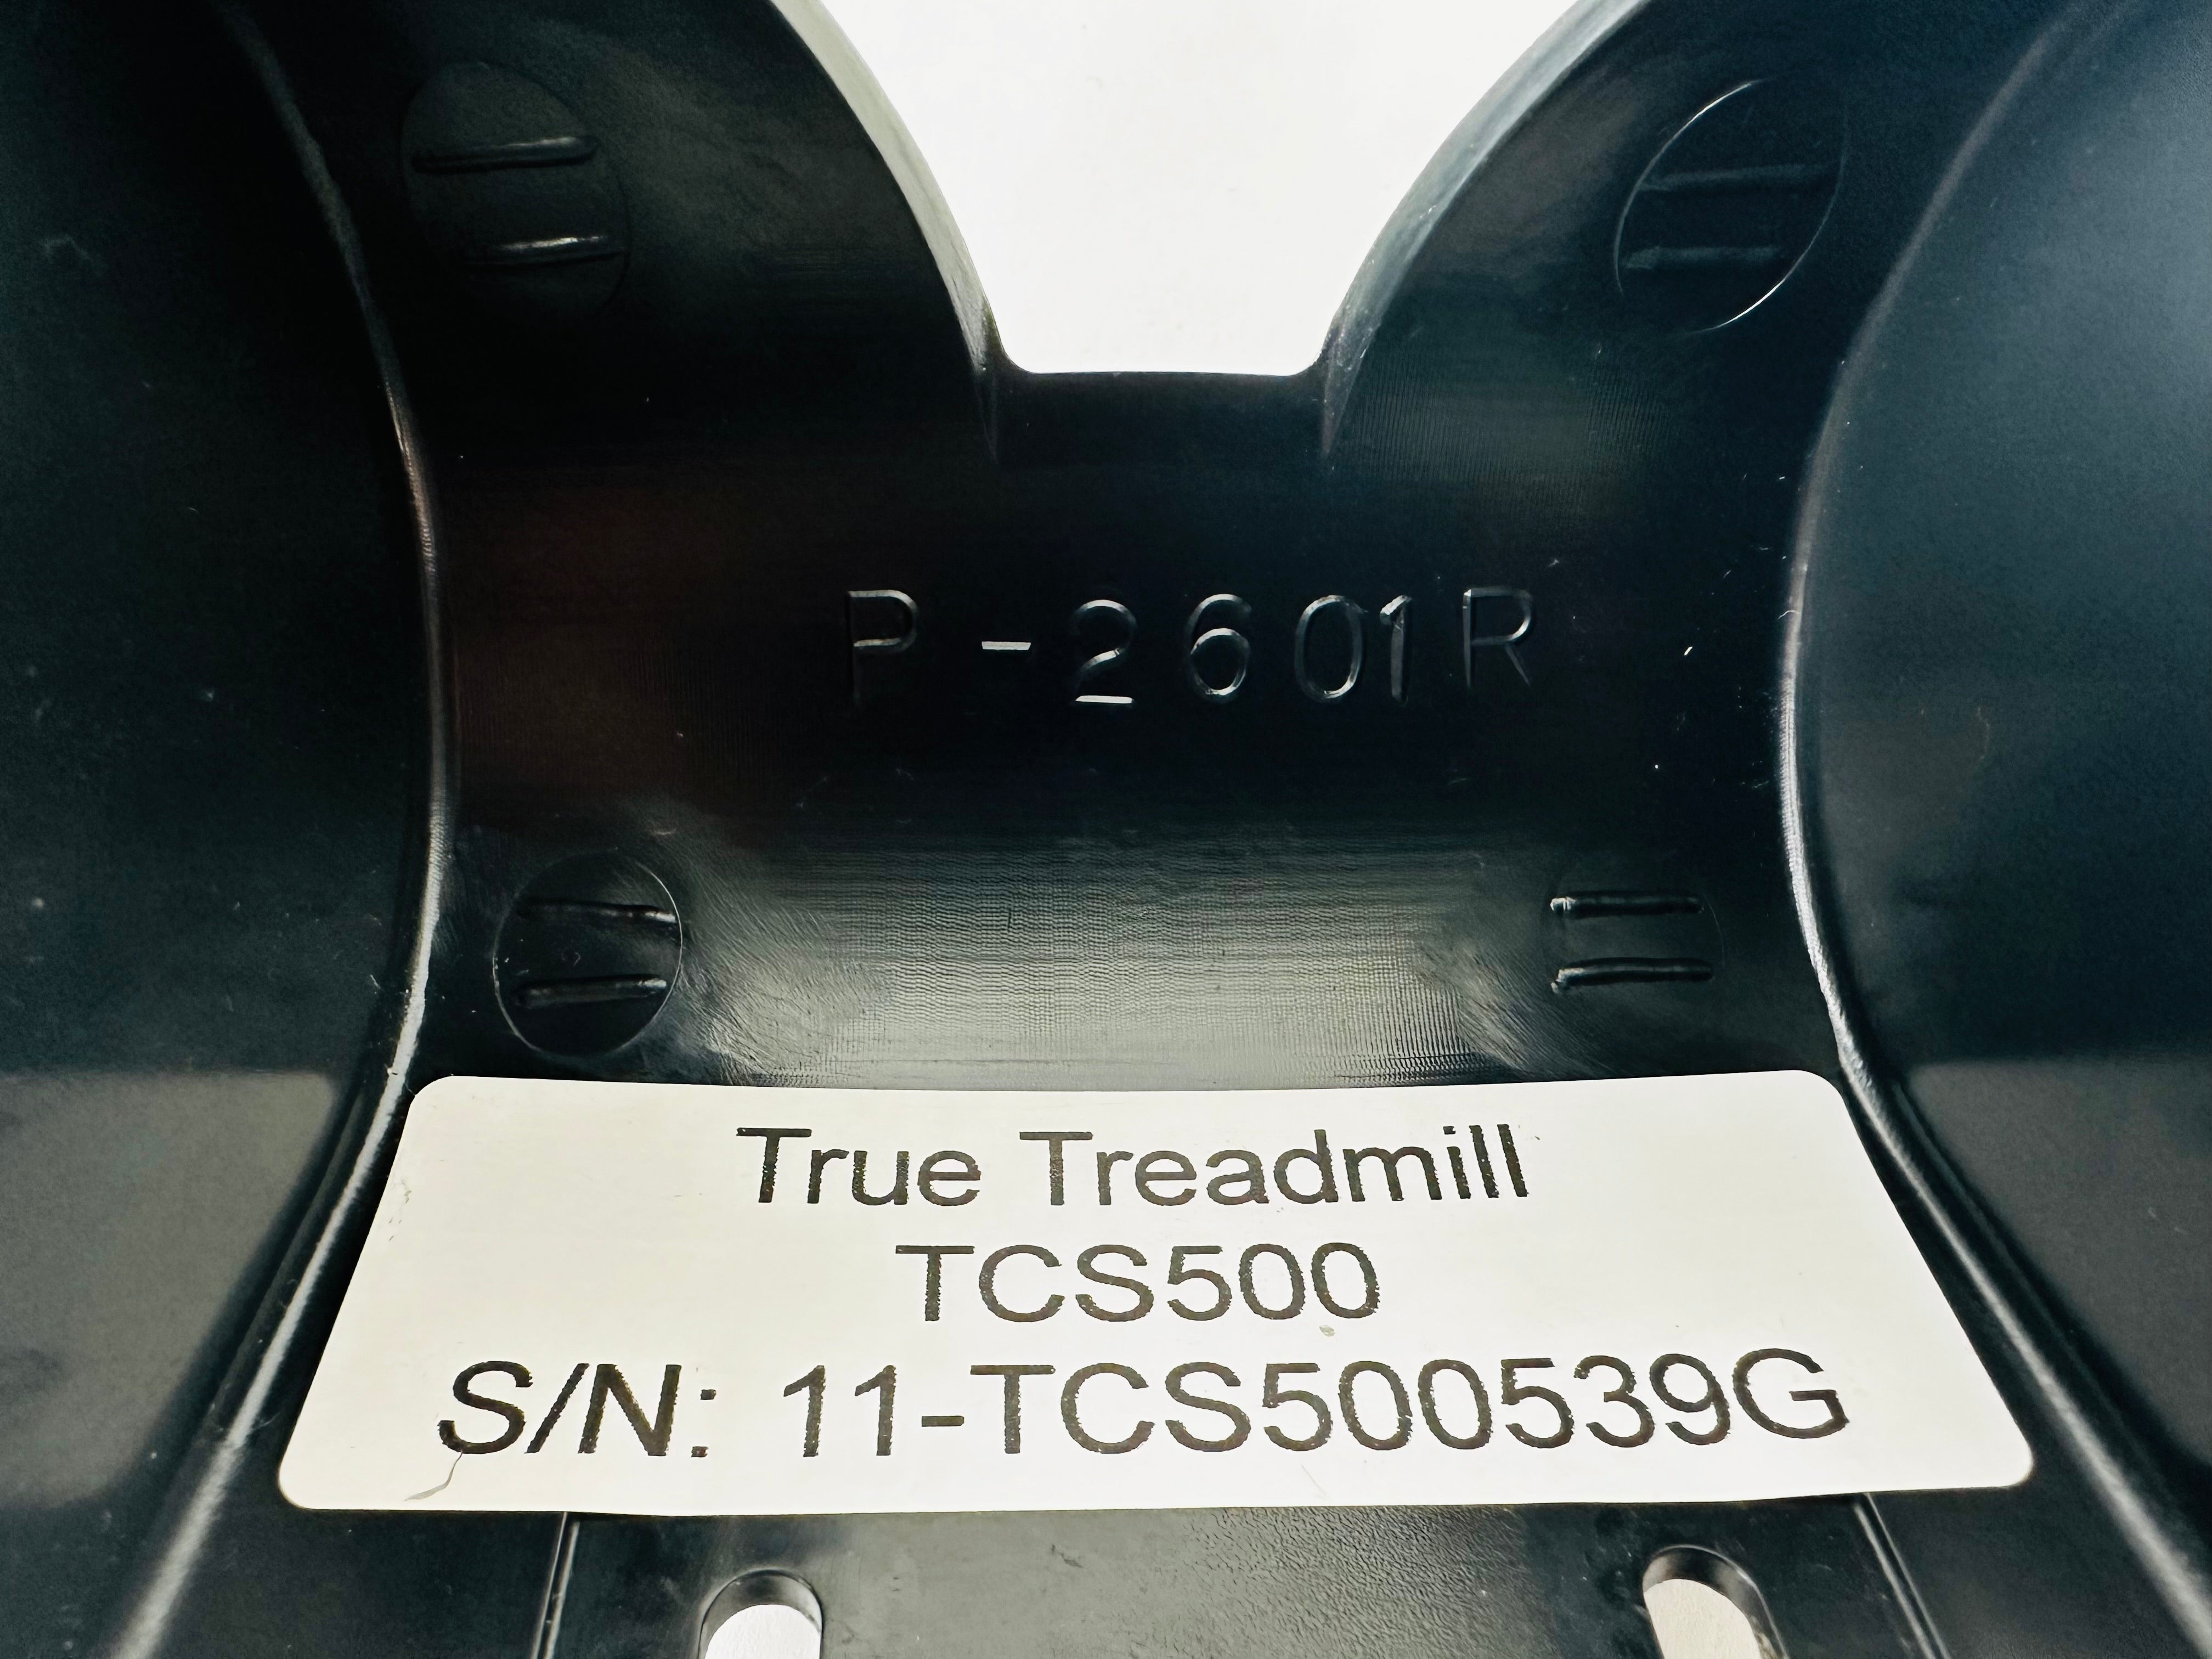 P-2601R
True Treadmill
TCS500
S/N: 11-TCS500539G